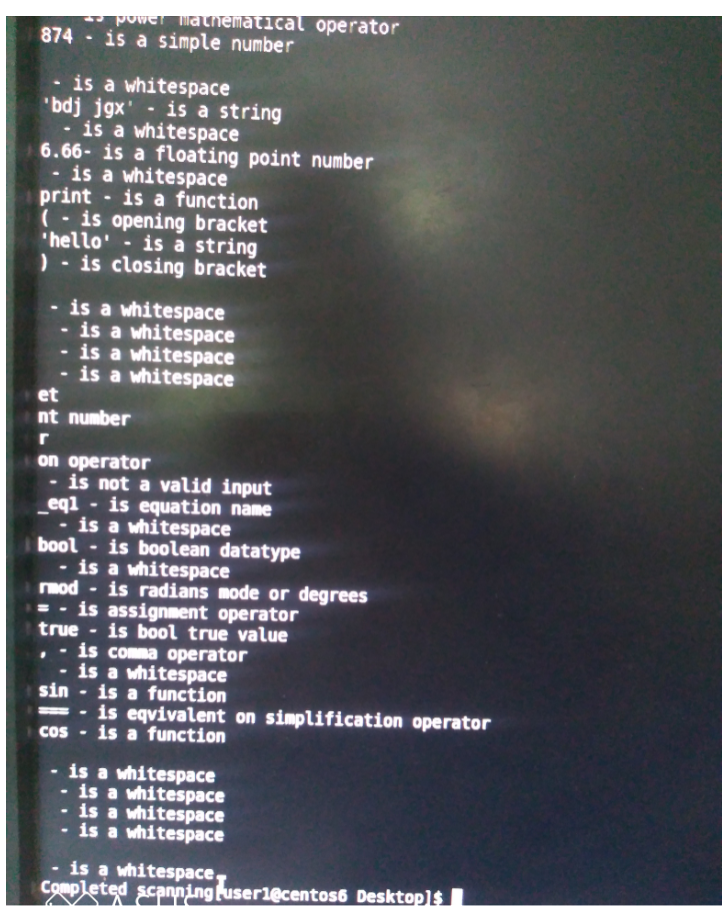 is power mathematical operator
874 - is a simple number
- is a whitespace
'bdj jgx' - is a string
- is a whitespace
6.66- is a floating point number
- is a whitespace
print - is a function
( - is opening bracket
'hello' - is a string
) - is closing bracket
- is a whitespace
- is a whitespace
- is a whitespace
- is a whitespace
et
nt number
r
on operator
- is not a valid input
_eq1 - is equation name
- is a whitespace
bool - is boolean datatype
- is a whitespace
rmod - is radians mode or degrees
= - is assignment operator
true - is bool true value
, - is comma operator
- is a whitespace
sin - is a function
=== - is eqvivalent on simplification operator
cos - is a function
- is a whitespace
- is a whitespace
- is a whitespace
- is a whitespace
- is a whitespace
Completed scanning[user1@centos6 Desktop]$